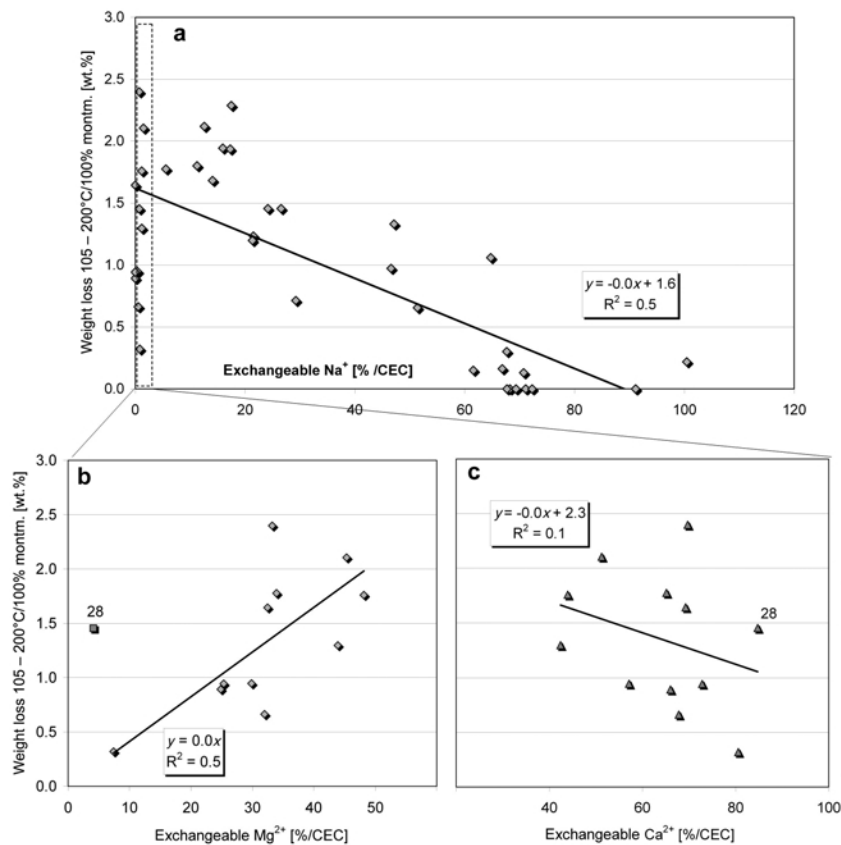 a
Weight loss 105 – 200°C/100% montm. [wt.%]
3.0
2.5
2.0
1.5
1.0
0.5
0.0
y = -0.0x + 1.6
R² = 0.5
Exchangeable Na⁺ [% /CEC]
0 20 40 60 80 100 120
b
Weight loss 105 – 200°C/100% montm. [wt.%]
3.0
2.5
2.0
1.5
1.0
0.5
0.0
28
y = 0.0x
R² = 0.5
0 10 20 30 40 50
Exchangeable Mg²⁺ [%/CEC]
c
y = -0.0x + 2.3
R² = 0.1
28
40 60 80 100
Exchangeable Ca²⁺ [%/CEC]